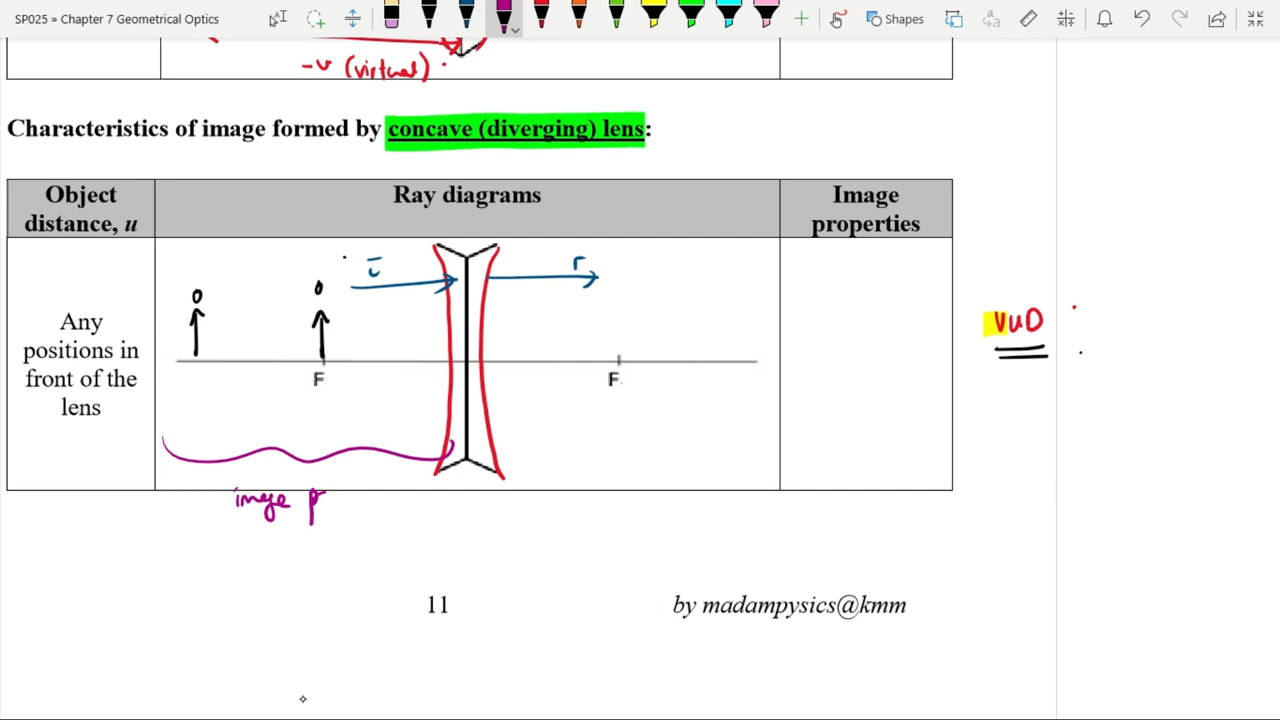 SP025 » Chapter 7 Geometrical Optics
Shapes
-v (virtual)
Characteristics of image formed by concave (diverging) lens:
Object distance, u
Ray diagrams
Image properties
Any positions in front of the lens
o
o
i
r
F
F
VUD
image p
11
by madampysics@kmm